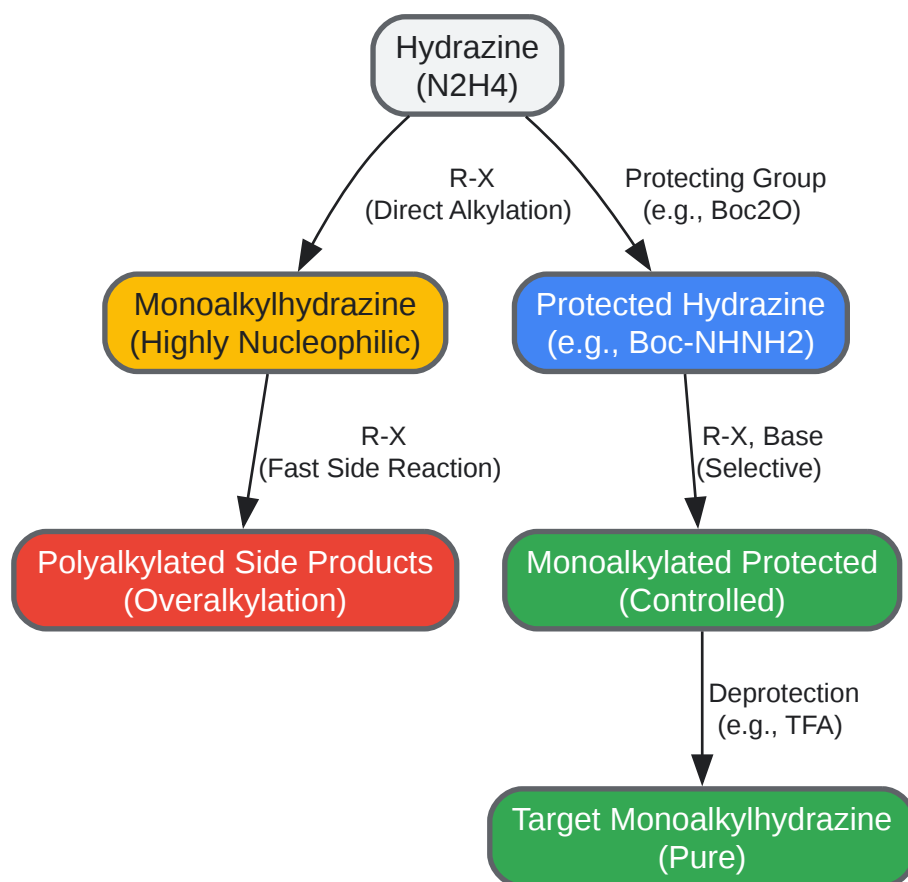 Hydrazine
(N2H4)
R-X
(Direct Alkylation)
Protecting Group
(e.g., Boc2O)
Monoalkylhydrazine
(Highly Nucleophilic)
Protected Hydrazine
(e.g., Boc-NHNH2)
R-X
(Fast Side Reaction)
R-X, Base
(Selective)
Polyalkylated Side Products
(Overalkylation)
Monoalkylated Protected
(Controlled)
Deprotection
(e.g., TFA)
Target Monoalkylhydrazine
(Pure)